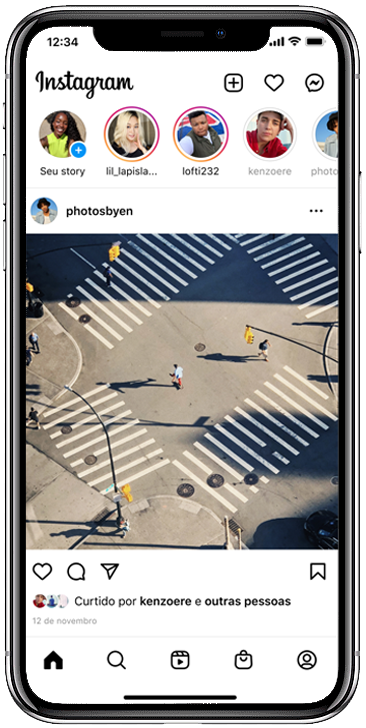 12:34
Instagram
Seu story lil_lapisla... lofti232 kenzoere photo
photosbyen
Curtido por kenzoere e outras pessoas
12 de novembro